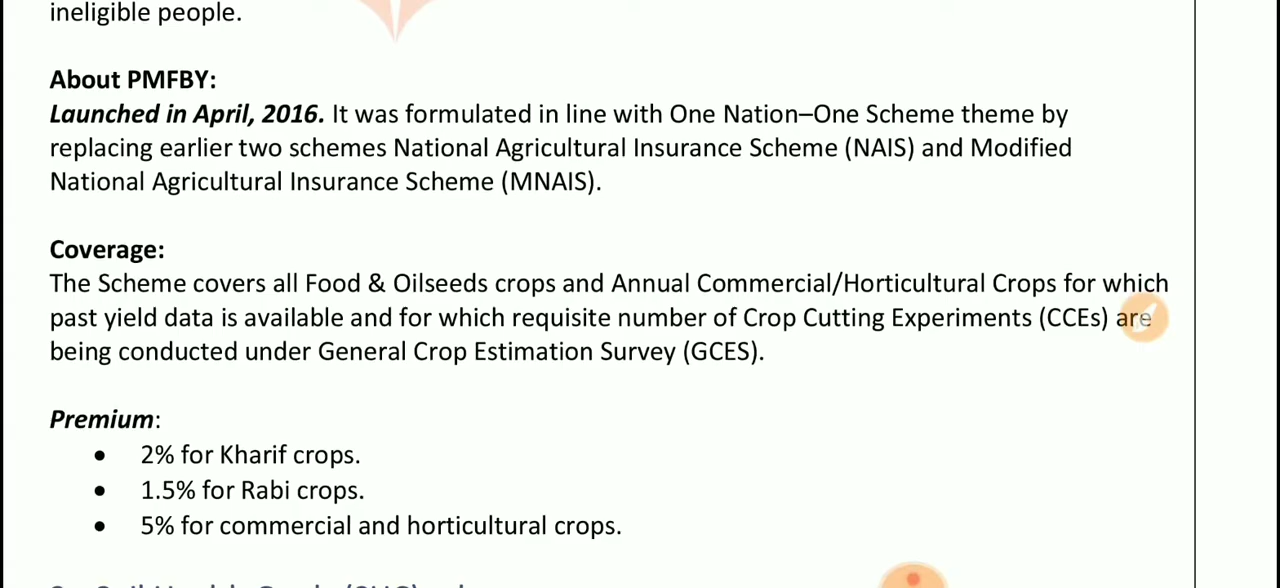 ineligible people.
About PMFBY:
Launched in April, 2016. It was formulated in line with One Nation–One Scheme theme by
replacing earlier two schemes National Agricultural Insurance Scheme (NAIS) and Modified
National Agricultural Insurance Scheme (MNAIS).
Coverage:
The Scheme covers all Food & Oilseeds crops and Annual Commercial/Horticultural Crops for which
past yield data is available and for which requisite number of Crop Cutting Experiments (CCEs) are
being conducted under General Crop Estimation Survey (GCES).
Premium:
• 2% for Kharif crops.
• 1.5% for Rabi crops.
• 5% for commercial and horticultural crops.